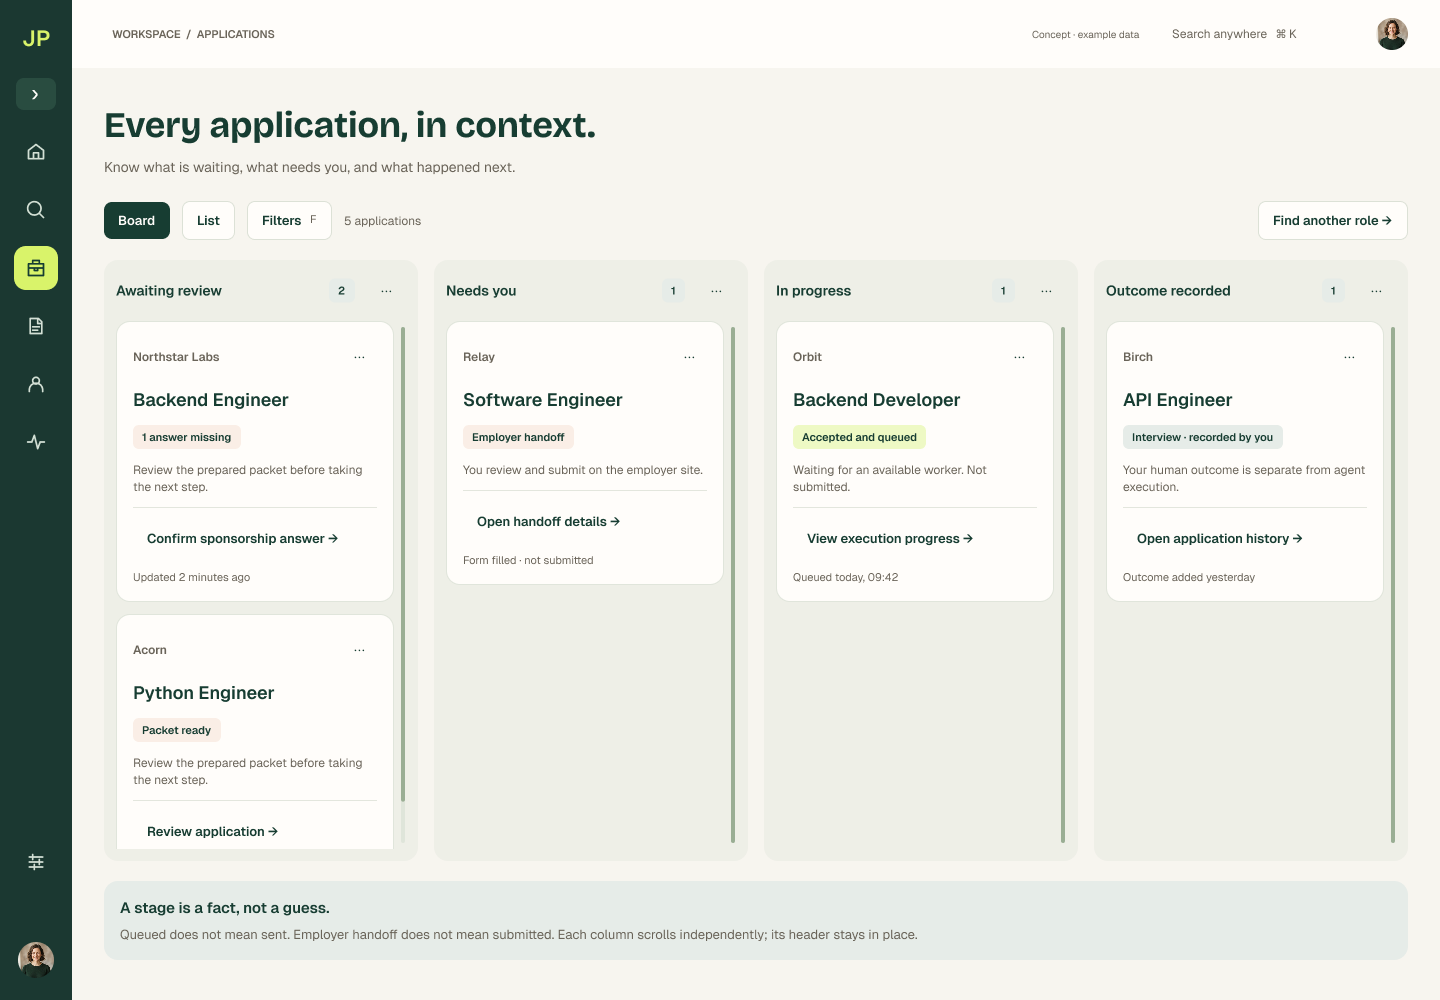 JP
WORKSPACE / APPLICATIONS
Concept · example data
Search anywhere ⌘ K
Every application, in context.
Know what is waiting, what needs you, and what happened next.
Board
List
Filters F
5 applications
Find another role →
Awaiting review 2 ...
Northstar Labs ...
Backend Engineer
1 answer missing
Review the prepared packet before taking
the next step.
Confirm sponsorship answer →
Updated 2 minutes ago
Acorn ...
Python Engineer
Packet ready
Review the prepared packet before taking
the next step.
Review application →
Needs you 1 ...
Relay ...
Software Engineer
Employer handoff
You review and submit on the employer site.
Open handoff details →
Form filled · not submitted
In progress 1 ...
Orbit ...
Backend Developer
Accepted and queued
Waiting for an available worker. Not
submitted.
View execution progress →
Queued today, 09:42
Outcome recorded 1 ...
Birch ...
API Engineer
Interview · recorded by you
Your human outcome is separate from agent
execution.
Open application history →
Outcome added yesterday
A stage is a fact, not a guess.
Queued does not mean sent. Employer handoff does not mean submitted. Each column scrolls independently; its header stays in place.